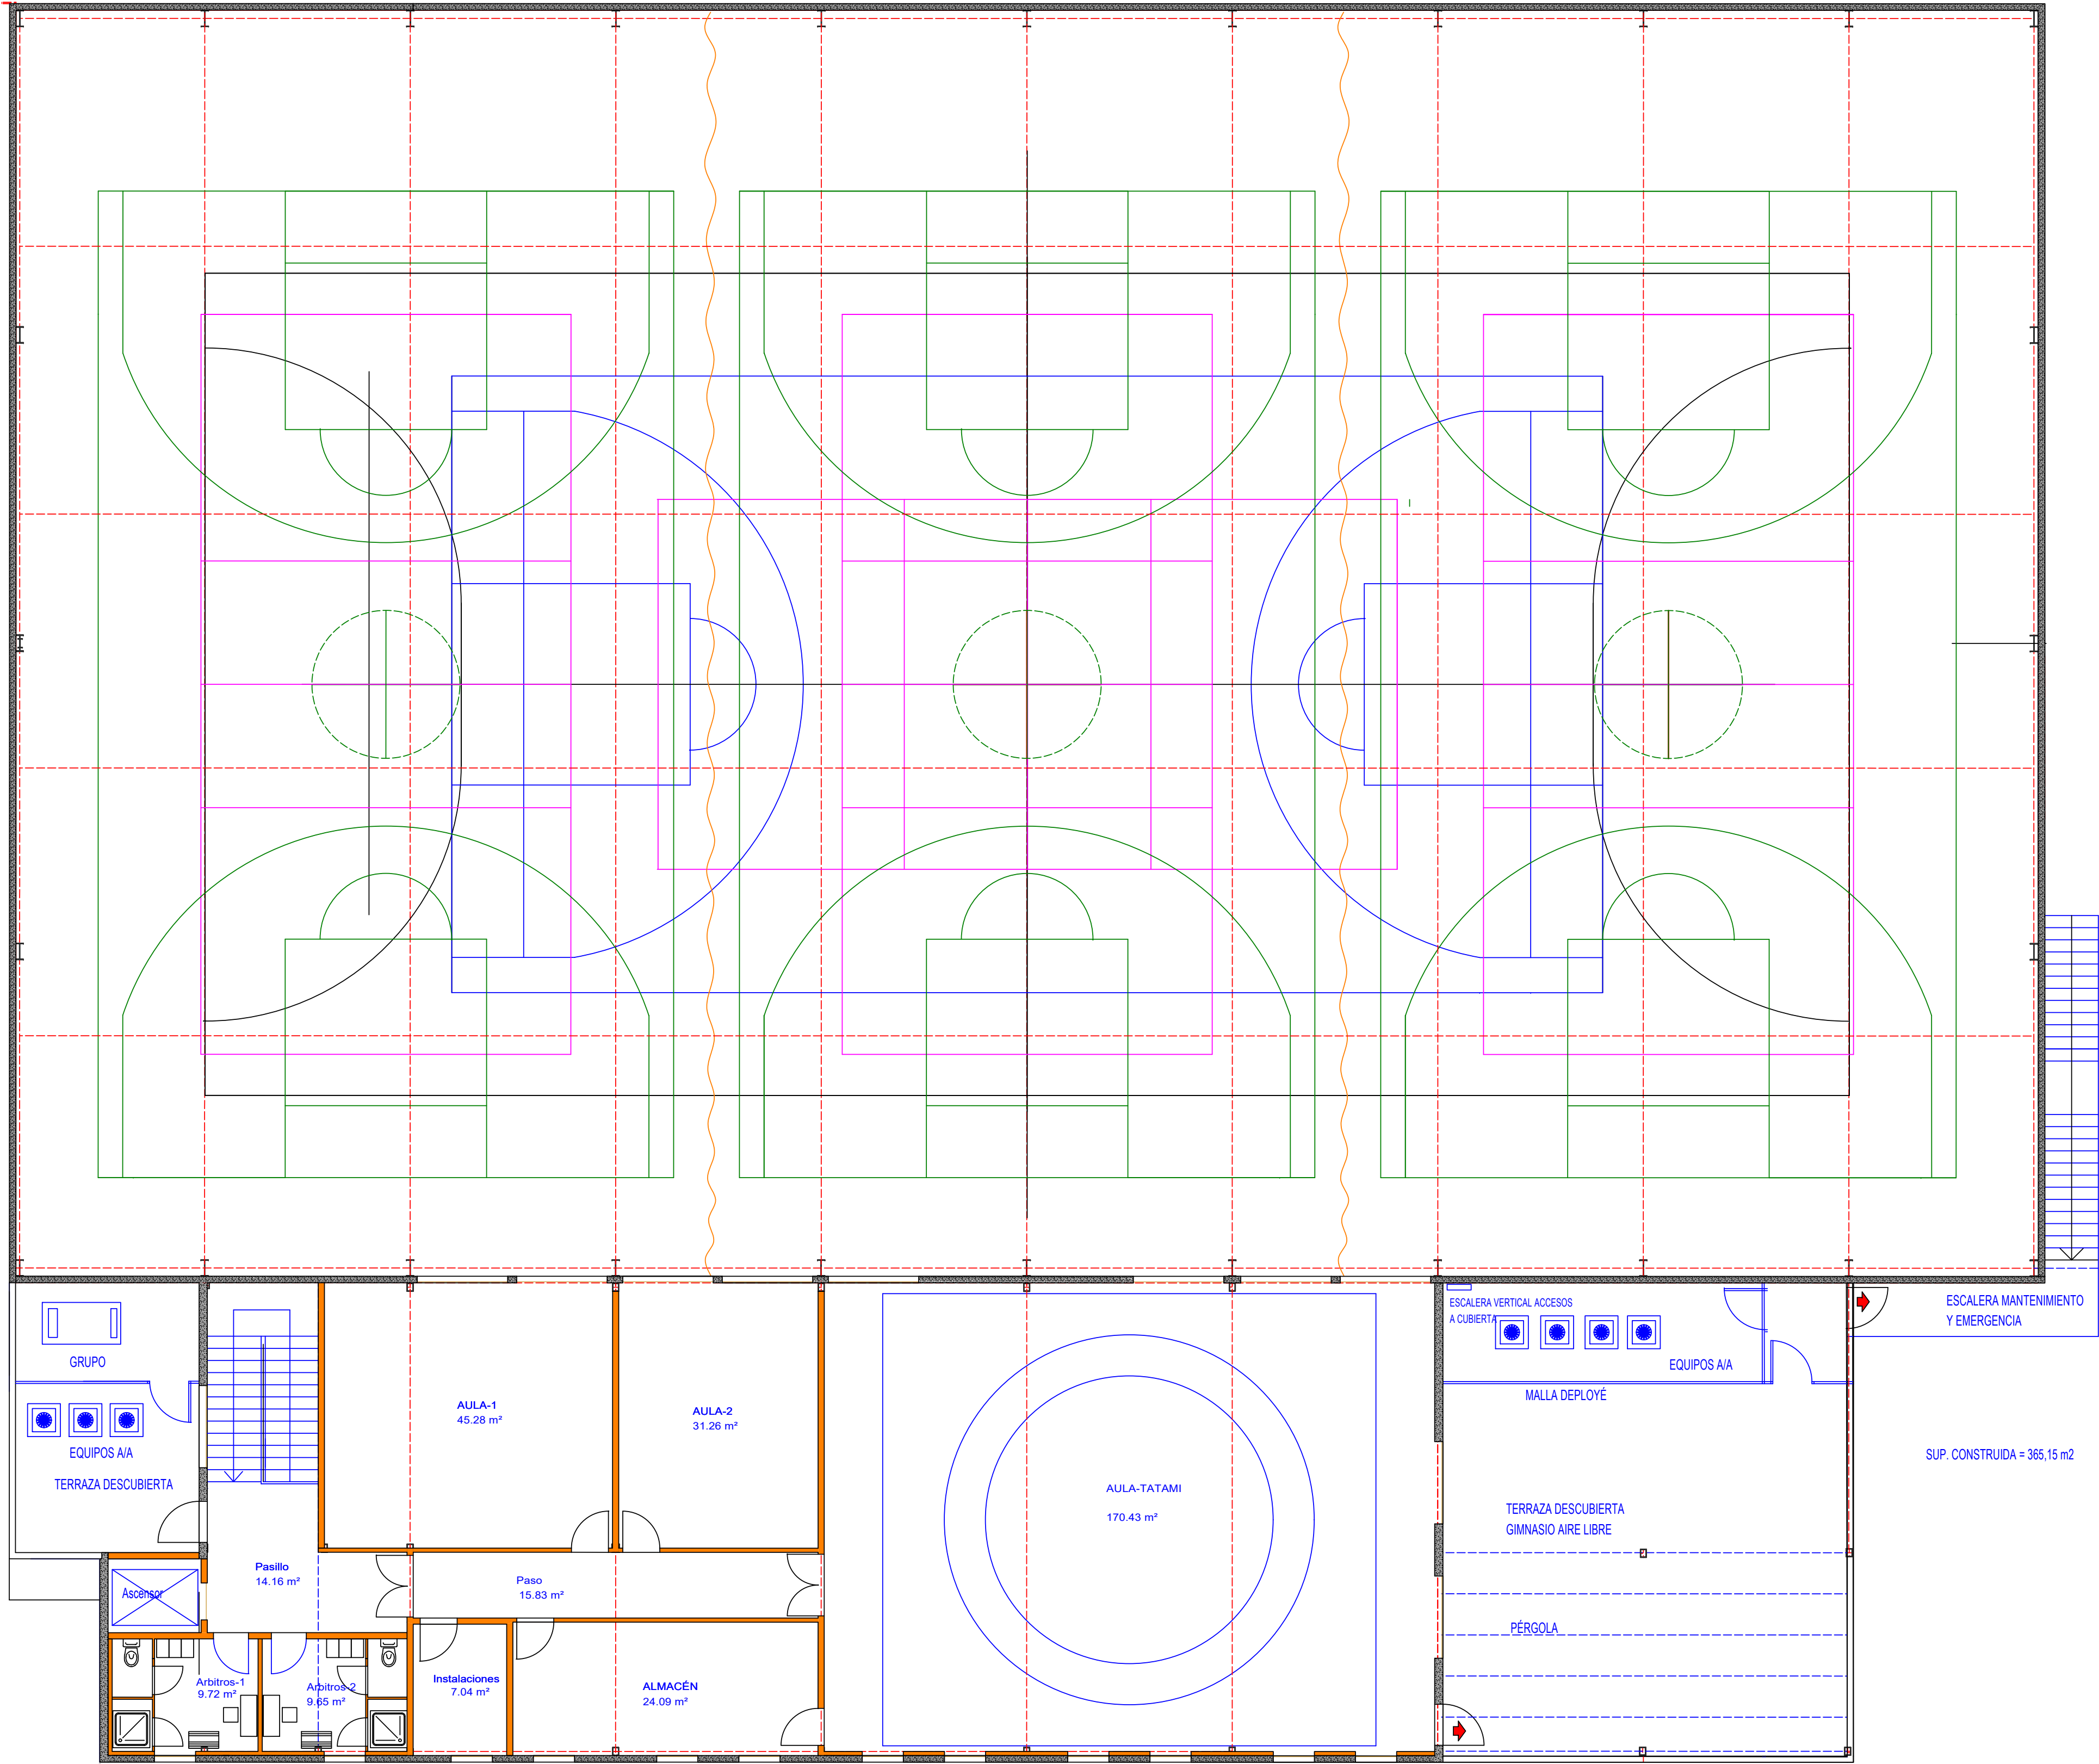 ESCALERA VERTICAL ACCESOS
A CUBIERTA
ESCALERA MANTENIMIENTO
Y EMERGENCIA
GRUPO
EQUIPOS A/A
MALLA DEPLOYÉ
AULA-1
45.28 m²
AULA-2
31.26 m²
EQUIPOS A/A
TERRAZA DESCUBIERTA
SUP. CONSTRUIDA = 365,15 m2
AULA-TATAMI
170.43 m²
TERRAZA DESCUBIERTA
GIMNASIO AIRE LIBRE
Pasillo
14.16 m²
Paso
15.83 m²
Ascensor
PÉRGOLA
Arbitros-1
9.72 m²
Arbitros-2
9.65 m²
Instalaciones
7.04 m²
ALMACÉN
24.09 m²